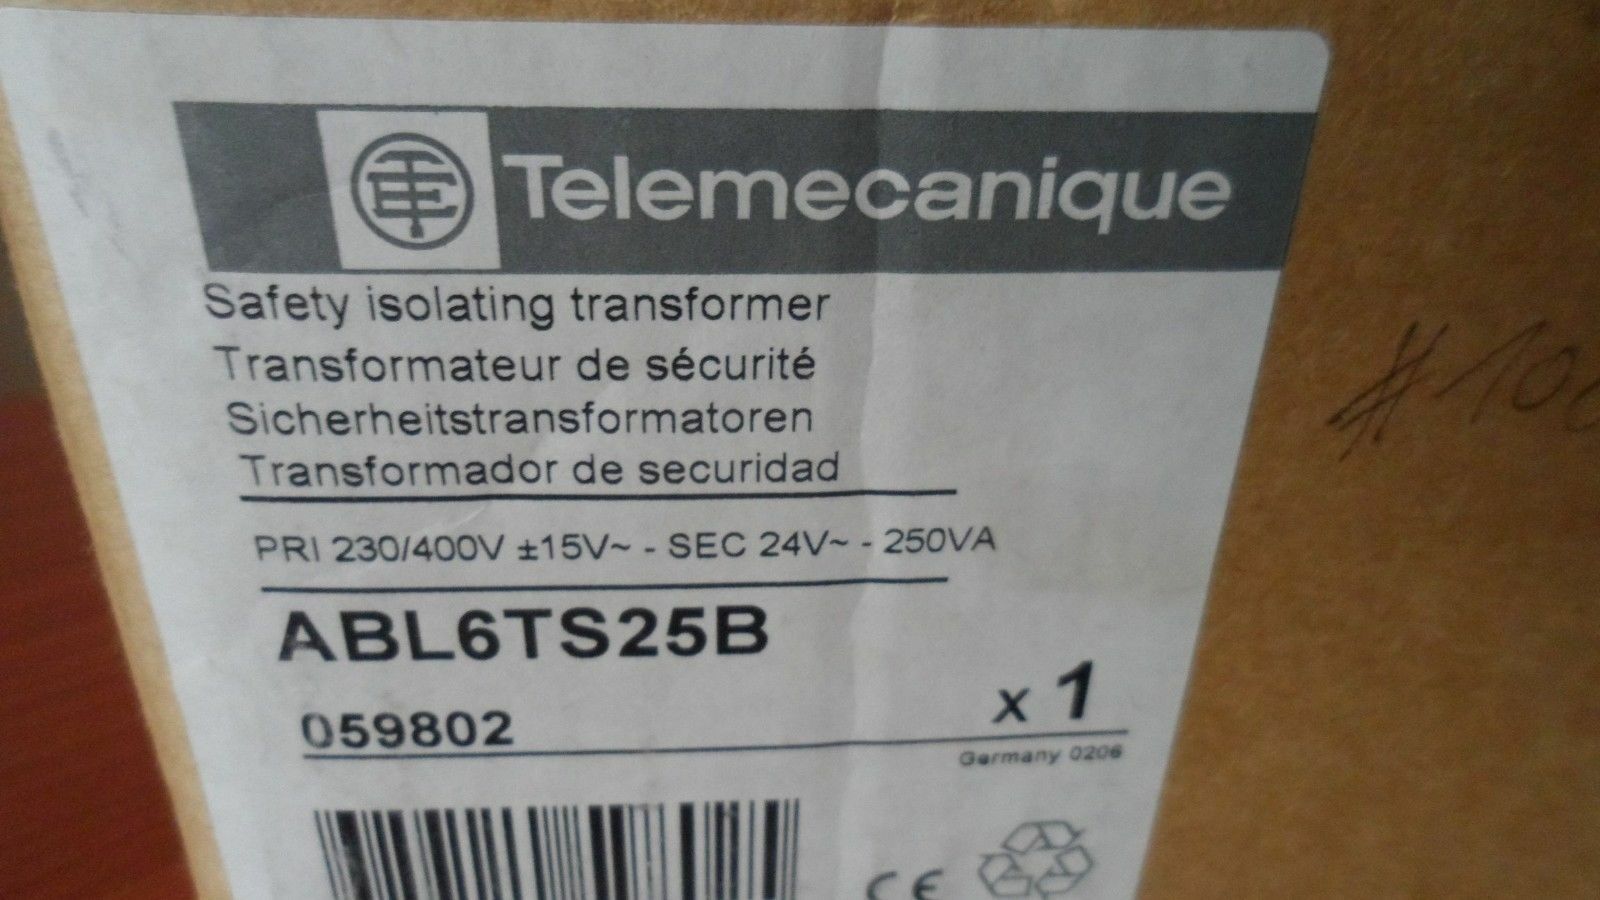 Telemecanique
Safety isolating transformer
Transformateur de sécurité
Sicherheitstransformatoren
Transformador de securidad
PRI 230/400V ±15V~ - SEC 24V~ - 250VA
ABL6TS25B
059802
x 1
Germany 0206
CE